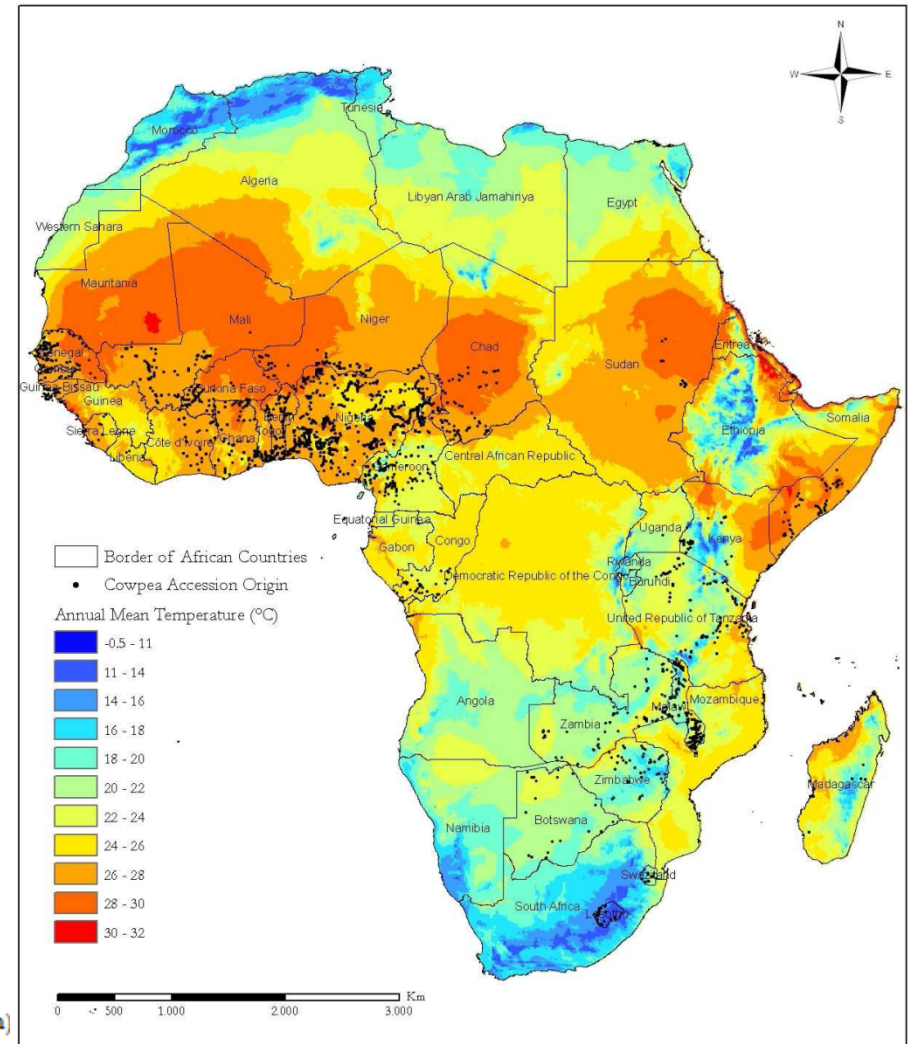 N
W E
S
Tunesia
Morocco
Algeria
Libyan Arab Jamahiriya
Egypt
Western Sahara
Mauritania
Mali
Niger
Chad
Sudan
Eritrea
Senegal
Guinea-Bissau
Guinea
Burkina Faso
Benin
Nigeria
Sierra Leone
Côte d'Ivoire
Ghana
Togo
Liberia
Ethiopia
Somalia
Cameroon
Central African Republic
Equatorial Guinea
Gabon
Congo
Uganda
Kenya
Rwanda
Democratic Republic of the Congo
Burundi
United Republic of Tanzania
Angola
Zambia
Malawi
Mozambique
Zimbabwe
Madagascar
Namibia
Botswana
Swaziland
South Africa
Lesotho
Border of African Countries
Cowpea Accession Origin
Annual Mean Temperature (°C)
-0.5 - 11
11 - 14
14 - 16
16 - 18
18 - 20
20 - 22
22 - 24
24 - 26
26 - 28
28 - 30
30 - 32
Km
0 500 1.000 2.000 3.000